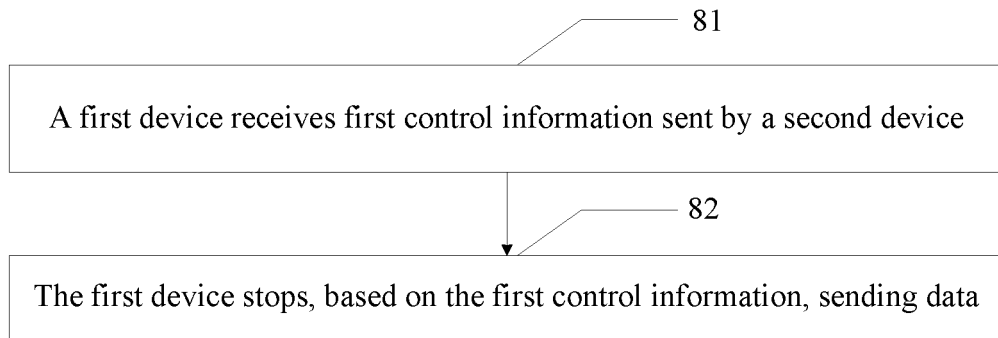 81
A first device receives first control information sent by a second device
82
The first device stops, based on the first control information, sending data